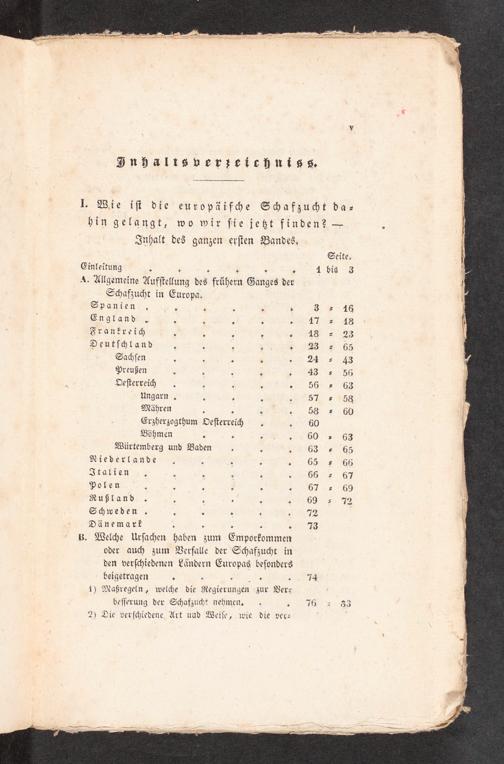 V
Inhaltsverzeichniss.
I. Wie ist die europäische Schafzucht da=
hin gelangt, wo wir sie jetzt finden? —
Inhalt des ganzen ersten Bandes.
Seite.
Einleitung . . . . . . . 1 bis 3
A. Allgemeine Aufstellung des frühern Ganges der
Schafzucht in Europa.
Spanien . . . . . . . 3 = 16
England . . . . . . . 17 = 18
Frankreich . . . . . . 18 = 23
Deutschland . . . . . . 23 = 65
Sachsen . . . . . . 24 = 43
Preußen . . . . . . 43 = 56
Oesterreich . . . . . 56 = 63
Ungarn . . . . . 57 = 58
Mähren . . . . . 58 = 60
Erzherzogthum Oesterreich . . 60
Böhmen . . . . 60 = 63
Würtemberg und Baden . . . 63 = 65
Niederlande . . . . . 65 = 66
Italien . . . . . . . 66 = 67
Polen . . . . . . . 67 = 69
Rußland . . . . . . . 69 = 72
Schweden . . . . . . . 72
Dänemark . . . . . . 73
B. Welche Ursachen haben zum Emporkommen
oder auch zum Verfalle der Schafzucht in
den verschiedenen Ländern Europas besonders
beigetragen . . . . . 74
1) Maßregeln, welche die Regierungen zur Ver=
besserung der Schafzucht nehmen. . . 76 = 83
2) Die verschiedene Art und Weise, wie die ver=